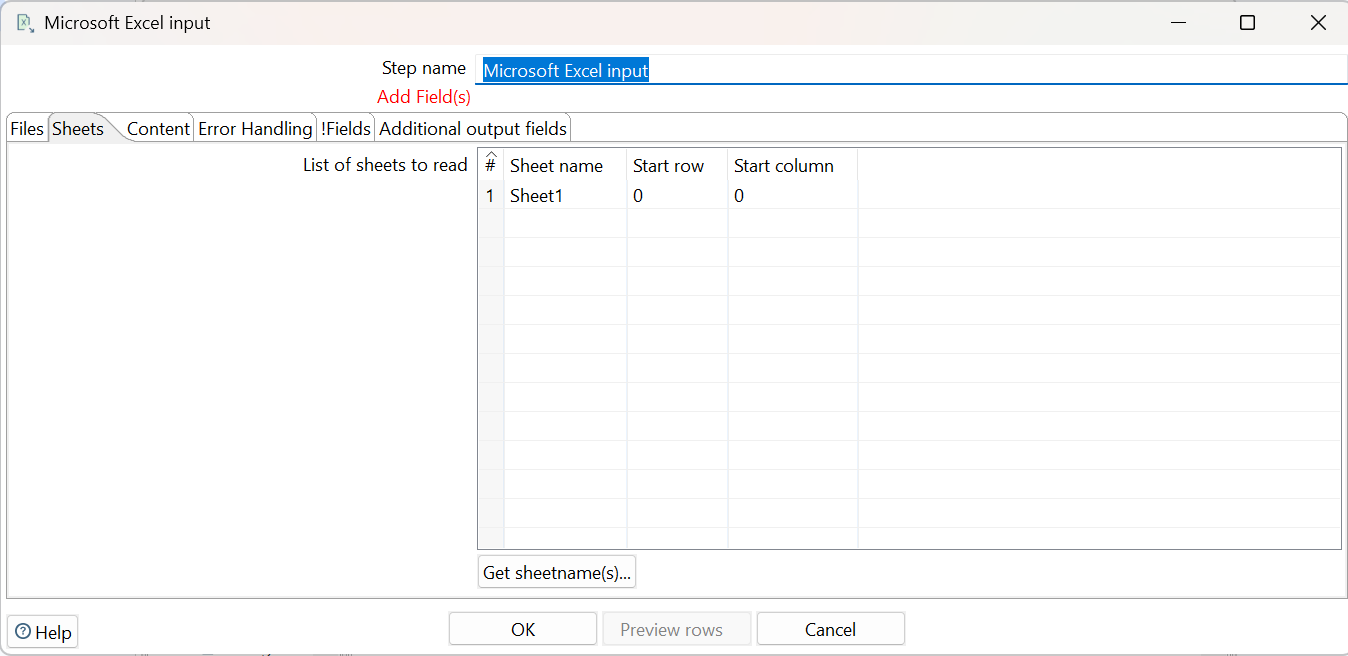 Microsoft Excel input
Step name Microsoft Excel input
Add Field(s)
Files Sheets Content Error Handling !Fields Additional output fields
List of sheets to read # Sheet name Start row Start column
1 Sheet1 0 0
Get sheetname(s)...
Help OK Preview rows Cancel